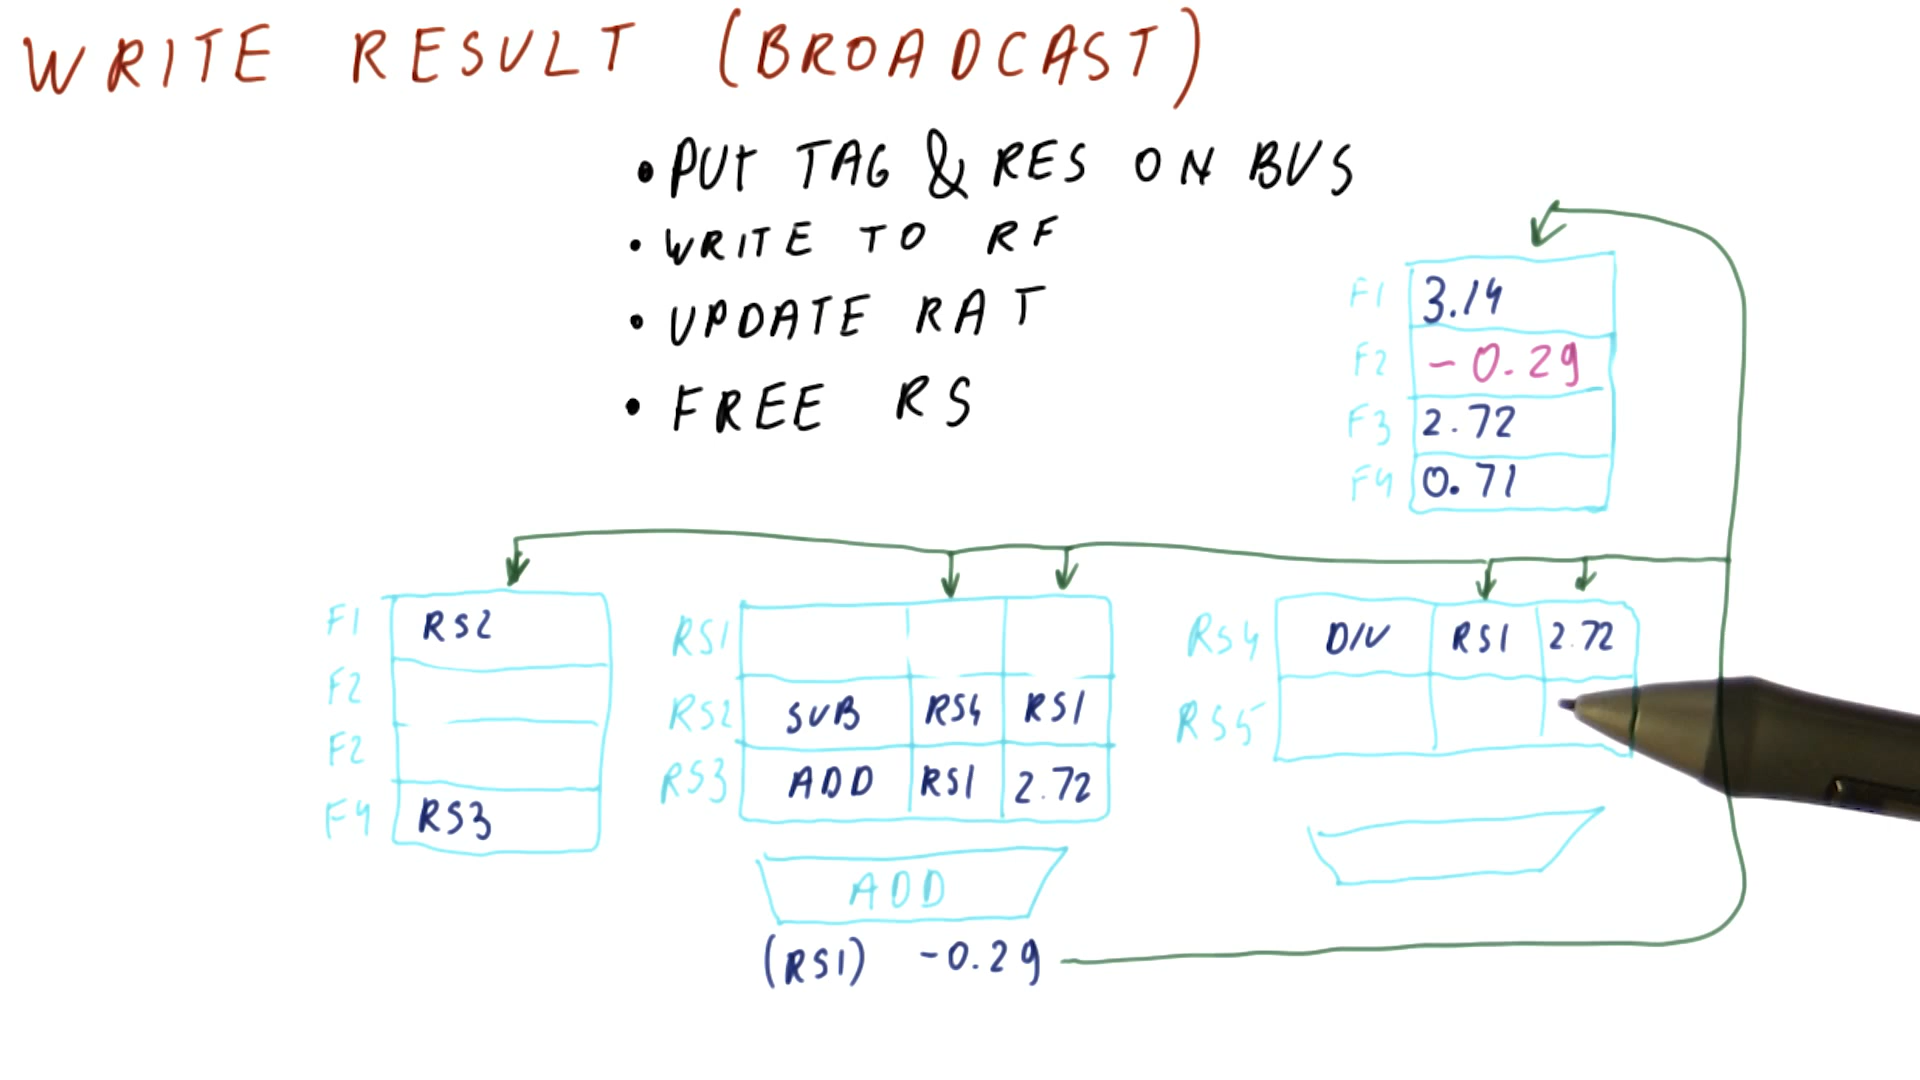 WRITE RESULT (BROADCAST)
• PUT TAG & RES ON BUS
• WRITE TO RF
• UPDATE RAT
• FREE RS
F1 3.14
F2 -0.29
F3 2.72
F4 0.71
F1 RS2
F2
F2
F4 RS3
RS1
RS2 SUB RS4 RS1
RS3 ADD RS1 2.72
ADD
(RS1) -0.29
RS4 DIV RS1 2.72
RS5